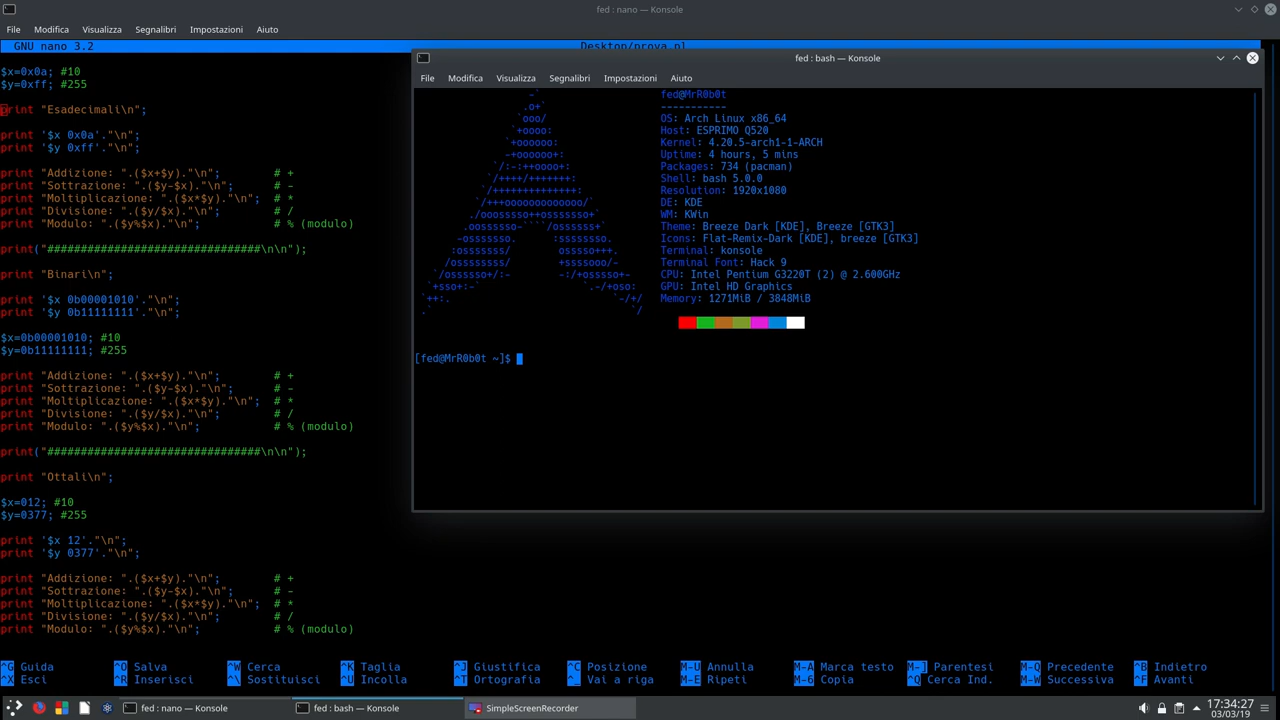 fed : nano — Konsole
File Modifica Visualizza Segnalibri Impostazioni Aiuto
GNU nano 3.2 Desktop/prova.pl
$x=0x0a; #10
$y=0xff; #255
print "Esadecimali\n";
print '$x 0x0a'."\n";
print '$y 0xff'."\n";
print "Addizione: ".($x+$y)."\n"; # +
print "Sottrazione: ".($y-$x)."\n"; # -
print "Moltiplicazione: ".($x*$y)."\n"; # *
print "Divisione: ".($y/$x)."\n"; # /
print "Modulo: ".($y%$x)."\n"; # % (modulo)
print("################################\n\n");
print "Binari\n";
print '$x 0b00001010'."\n";
print '$y 0b11111111'."\n";
$x=0b00001010; #10
$y=0b11111111; #255
print "Addizione: ".($x+$y)."\n"; # +
print "Sottrazione: ".($y-$x)."\n"; # -
print "Moltiplicazione: ".($x*$y)."\n"; # *
print "Divisione: ".($y/$x)."\n"; # /
print "Modulo: ".($y%$x)."\n"; # % (modulo)
print("################################\n\n");
print "Ottali\n";
$x=012; #10
$y=0377; #255
print '$x 12'."\n";
print '$y 0377'."\n";
print "Addizione: ".($x+$y)."\n"; # +
print "Sottrazione: ".($y-$x)."\n"; # -
print "Moltiplicazione: ".($x*$y)."\n"; # *
print "Divisione: ".($y/$x)."\n"; # /
print "Modulo: ".($y%$x)."\n"; # % (modulo)
fed : bash — Konsole
File Modifica Visualizza Segnalibri Impostazioni Aiuto
fed@MrR0b0t
-----------
OS: Arch Linux x86_64
Host: ESPRIMO Q520
Kernel: 4.20.5-arch1-1-ARCH
Uptime: 4 hours, 5 mins
Packages: 734 (pacman)
Shell: bash 5.0.0
Resolution: 1920x1080
DE: KDE
WM: KWin
Theme: Breeze Dark [KDE], Breeze [GTK3]
Icons: Flat-Remix-Dark [KDE], breeze [GTK3]
Terminal: konsole
Terminal Font: Hack 9
CPU: Intel Pentium G3220T (2) @ 2.600GHz
GPU: Intel HD Graphics
Memory: 1271MiB / 3848MiB
[fed@MrR0b0t ~]$
^G Guida ^O Salva ^W Cerca ^K Taglia ^J Giustifica ^C Posizione M-U Annulla M-A Marca testo M-] Parentesi M-Q Precedente ^B Indietro
^X Esci ^R Inserisci ^\ Sostituisci ^U Incolla ^T Ortografia ^_ Vai a riga M-E Ripeti M-6 Copia ^Q Cerca Ind. M-W Successiva ^F Avanti
fed : nano — Konsole fed : bash — Konsole SimpleScreenRecorder 17:34:27
03/03/19